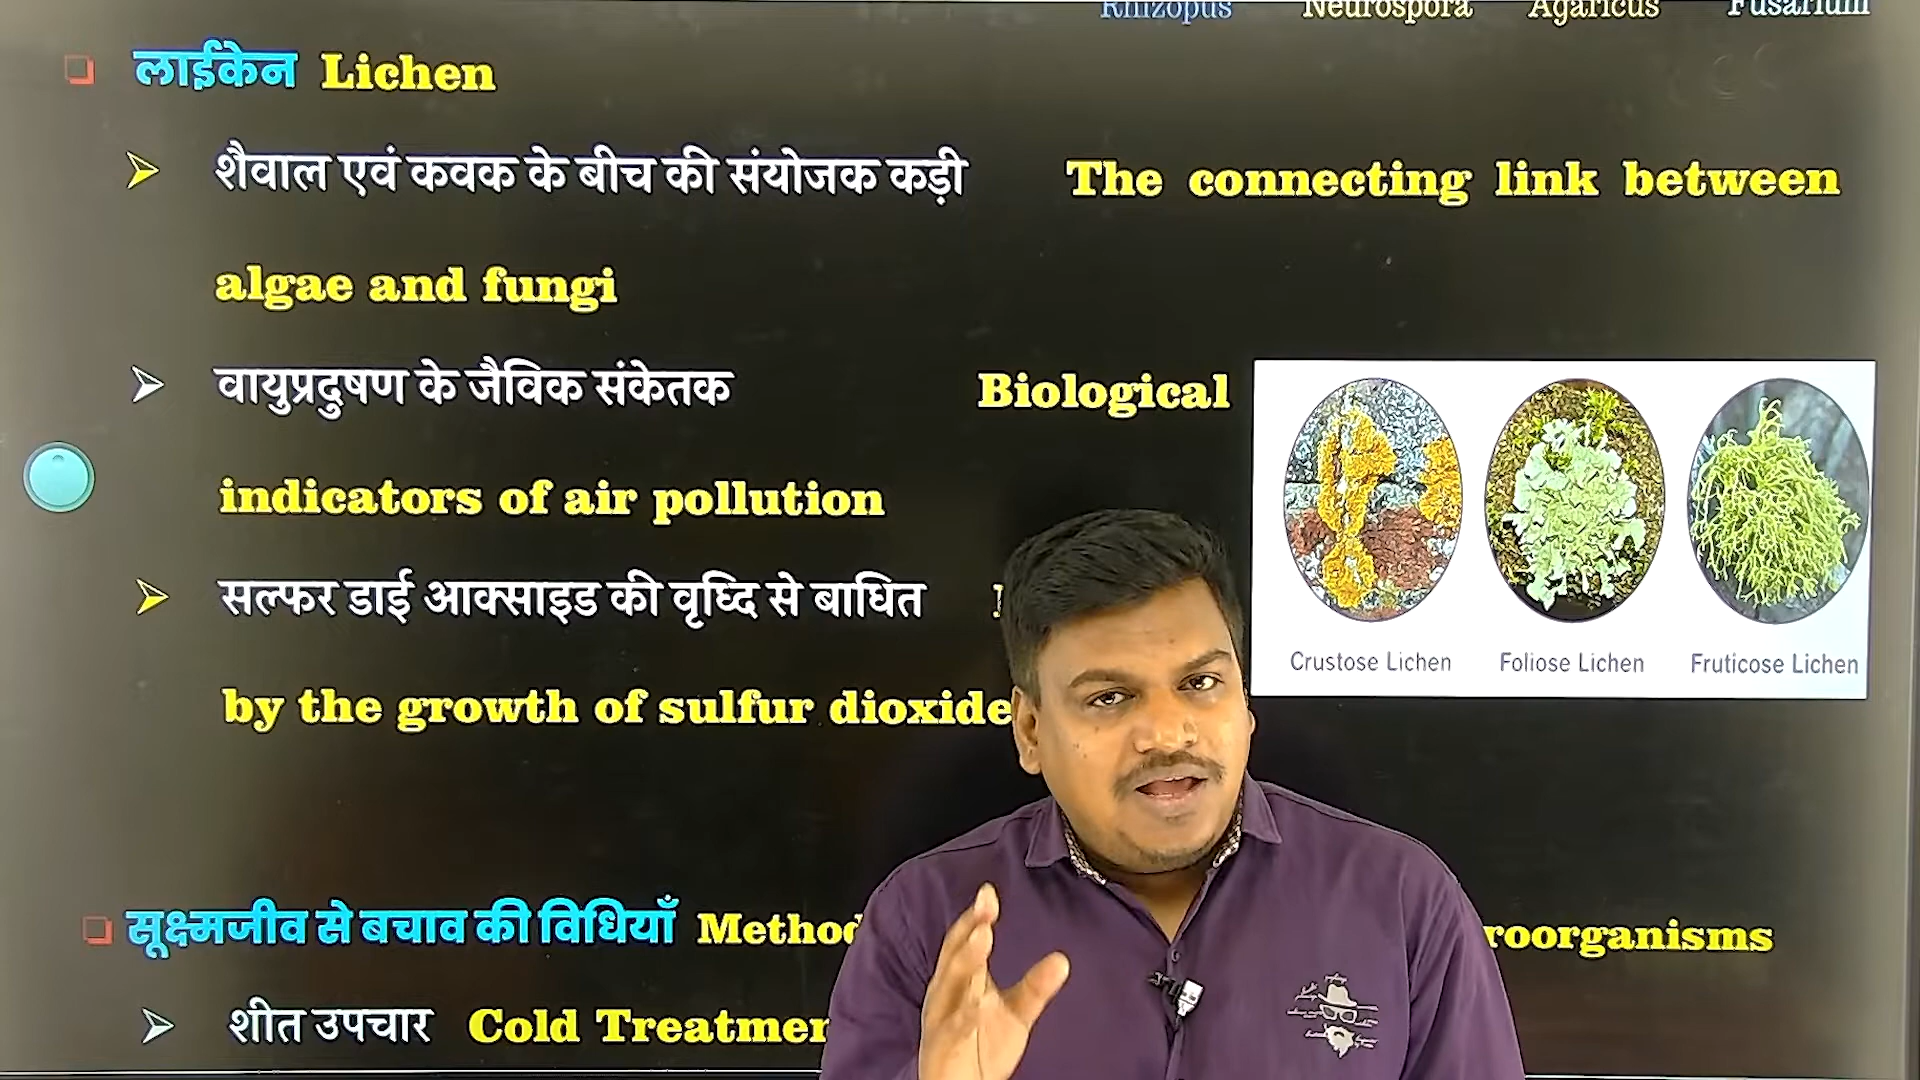 Rhizopus Neurospora Agaricus Fusarium
लाईकेन Lichen
शैवाल एवं कवक के बीच की संयोजक कड़ी The connecting link between
algae and fungi
वायुप्रदुषण के जैविक संकेतक Biological
indicators of air pollution
सल्फर डाई आक्साइड की वृध्दि से बाधित
by the growth of sulfur dioxide
Crustose Lichen Foliose Lichen Fruticose Lichen
सूक्ष्मजीव से बचाव की विधियाँ
शीत उपचार Cold